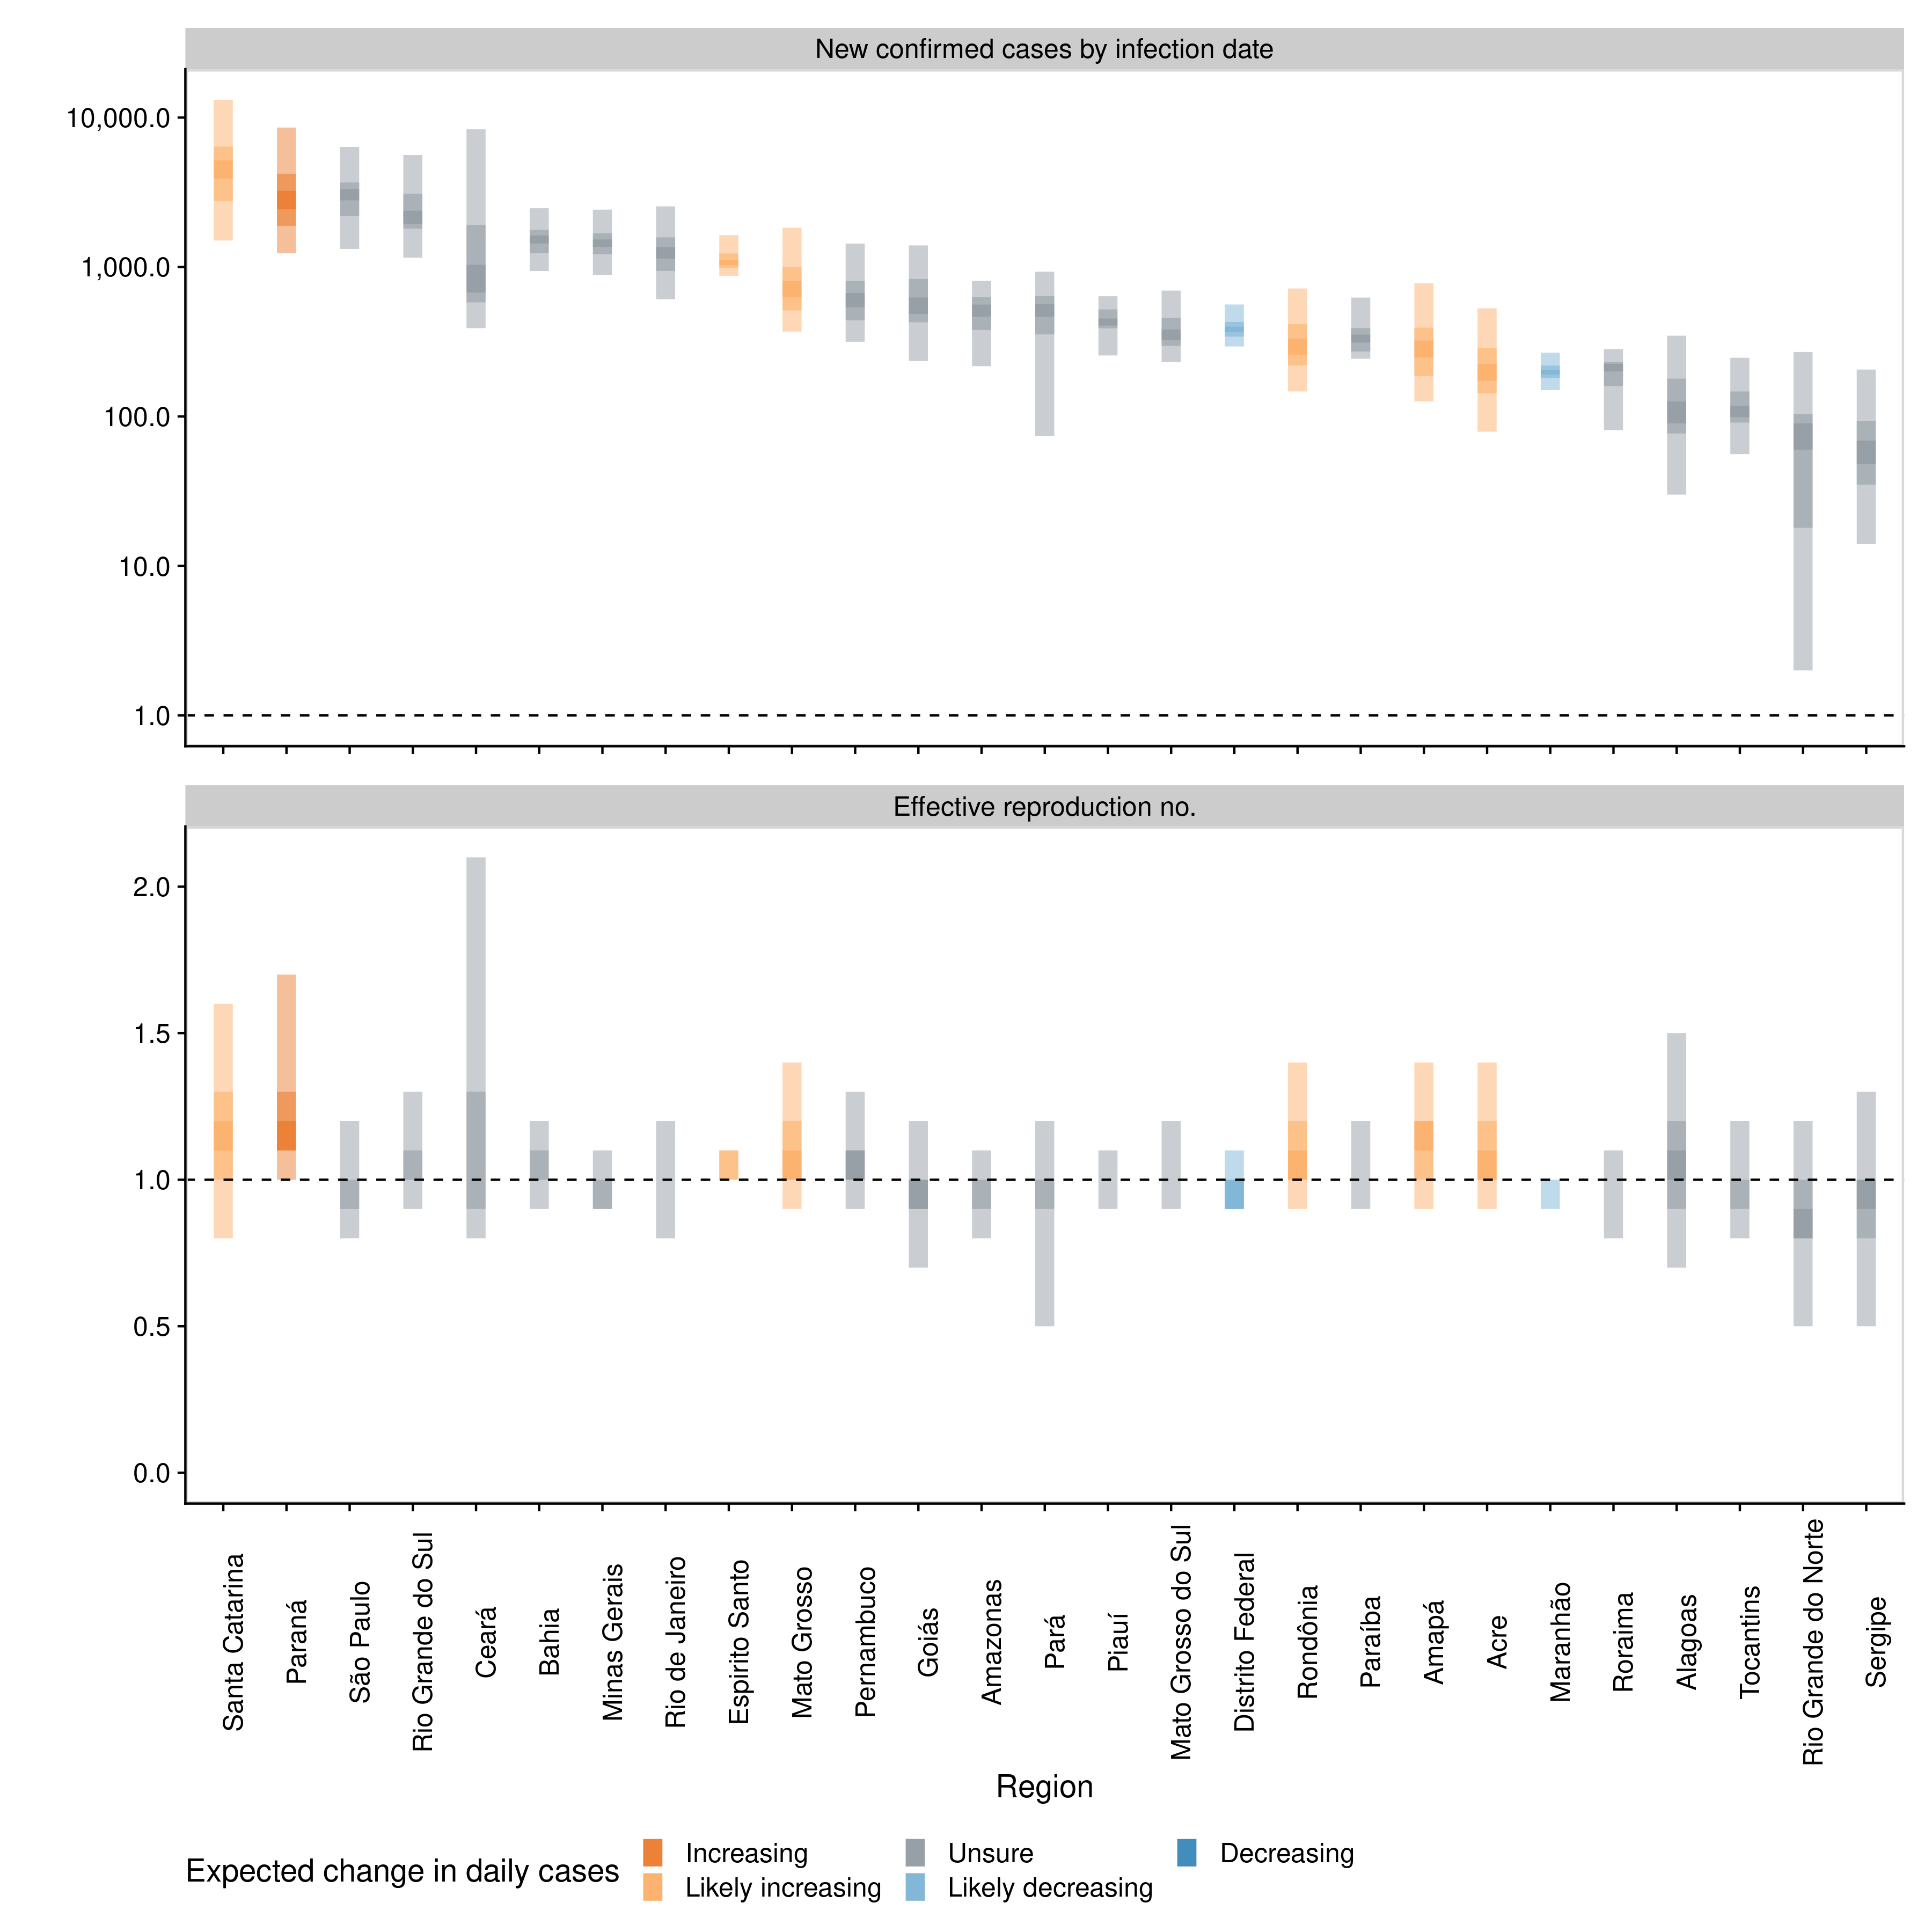 New confirmed cases by infection date
10,000.0
1,000.0
100.0
10.0
1.0
Effective reproduction no.
2.0
1.5
1.0
0.5
0.0
Santa Catarina
Paraná
São Paulo
Rio Grande do Sul
Ceará
Bahia
Minas Gerais
Rio de Janeiro
Espirito Santo
Mato Grosso
Pernambuco
Goiás
Amazonas
Pará
Piauí
Mato Grosso do Sul
Distrito Federal
Rondônia
Paraíba
Amapá
Acre
Maranhão
Roraima
Alagoas
Tocantins
Rio Grande do Norte
Sergipe
Region
Expected change in daily cases
Increasing
Likely increasing
Unsure
Likely decreasing
Decreasing